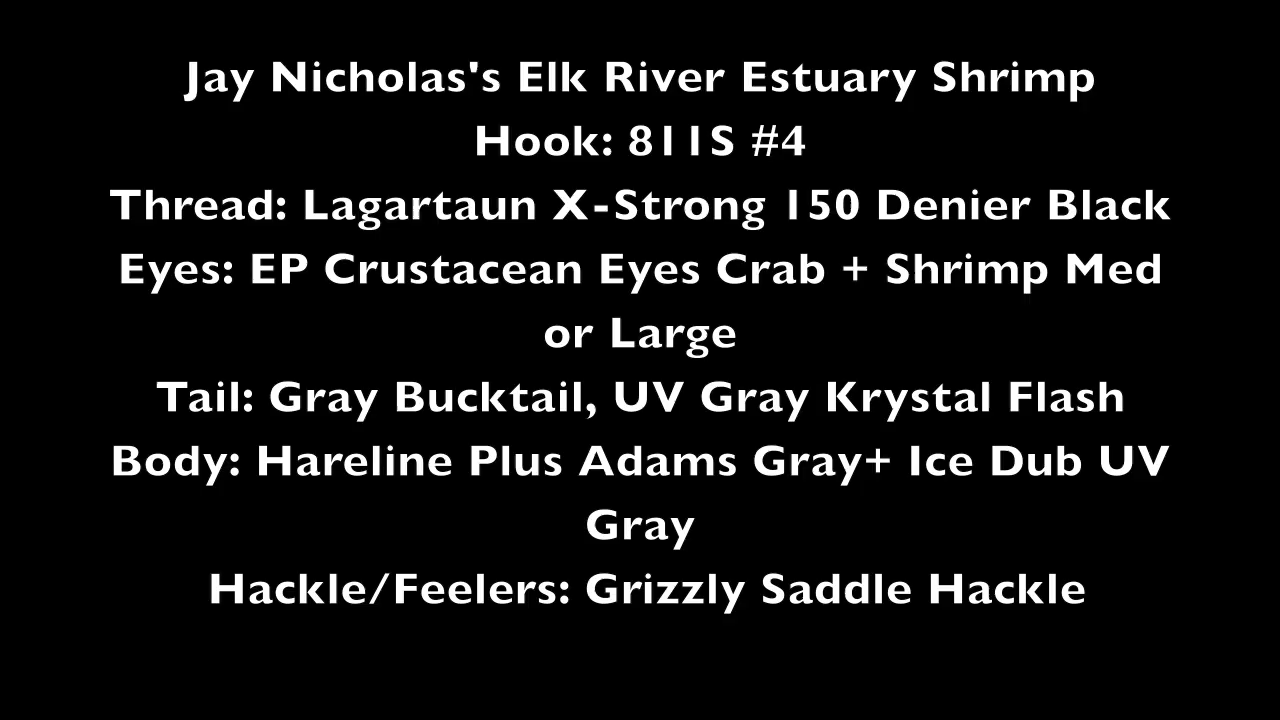 Jay Nicholas's Elk River Estuary Shrimp
Hook: 811S #4
Thread: Lagartaun X-Strong 150 Denier Black
Eyes: EP Crustacean Eyes Crab + Shrimp Med
or Large
Tail: Gray Bucktail, UV Gray Krystal Flash
Body: Hareline Plus Adams Gray+ Ice Dub UV
Gray
Hackle/Feelers: Grizzly Saddle Hackle